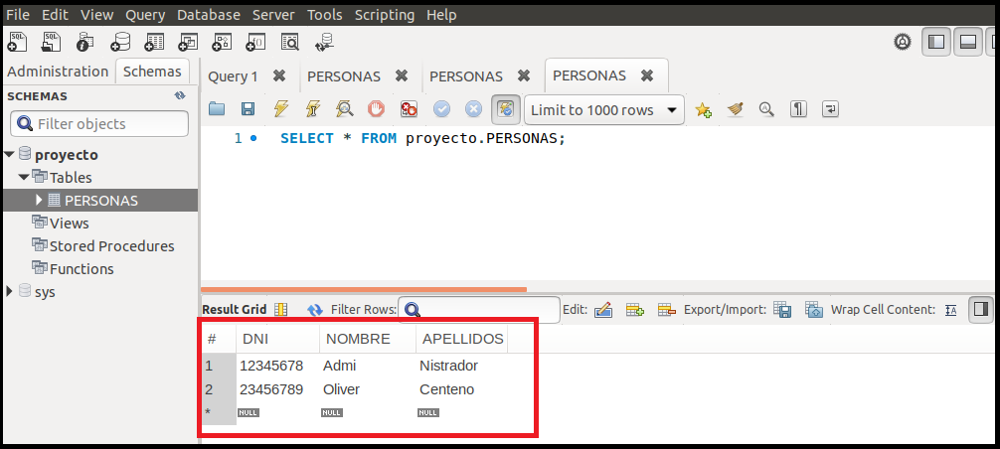 File Edit View Query Database Server Tools Scripting Help
Administration Schemas
Query 1 PERSONAS PERSONAS PERSONAS
SCHEMAS
Filter objects
proyecto
Tables
PERSONAS
Views
Stored Procedures
Functions
sys
Limit to 1000 rows
1 SELECT * FROM proyecto.PERSONAS;
Result Grid Filter Rows: Edit: Export/Import: Wrap Cell Content:
# DNI NOMBRE APELLIDOS
1 12345678 Admi Nistrador
2 23456789 Oliver Centeno
* NULL NULL NULL